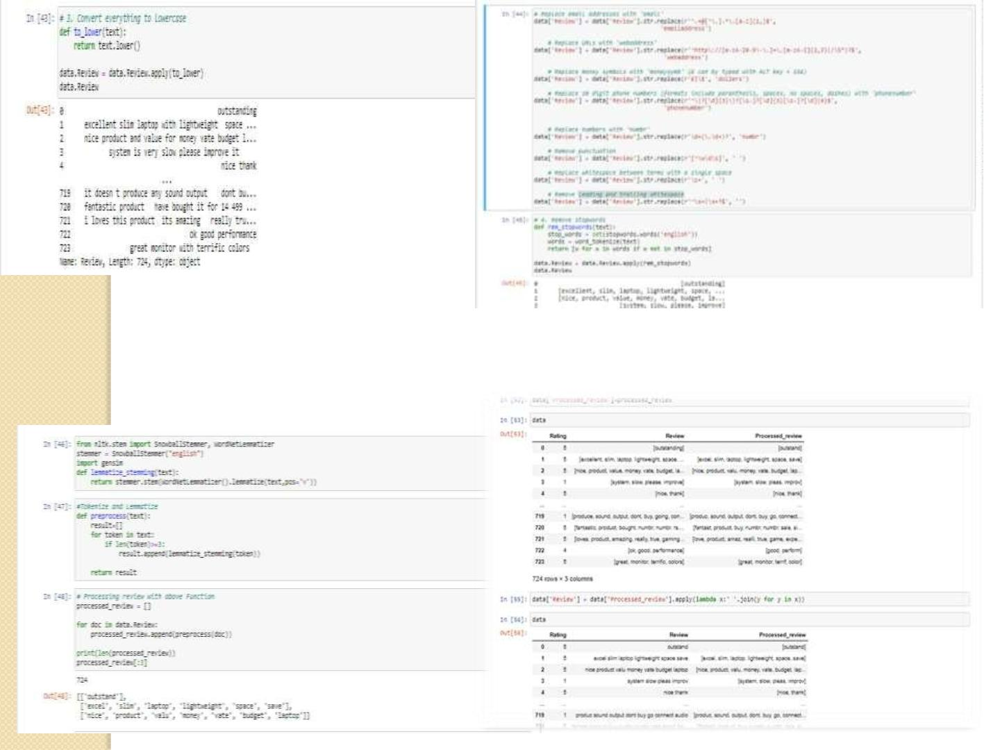 In [43]: # 3. Convert everything to lowercase
def to_lower(text):
return text.lower()
data.Review = data.Review.apply(to_lower)
data.Review
Out[43]: 0 outstanding
1 excellent slim laptop with lightweight space ...
2 nice product and value for money vate budget l...
3 system is very slow please improve it
4 nice thank
...
719 it doesn t produce any sound output dont bu...
720 fantastic product have bought it for 14 499 ...
721 i loves this product its amazing really tru...
722 ok good performance
723 great monitor with terrific colors
Name: Review, Length: 724, dtype: object
In [44]: # Replace email addresses with 'email'
data['Review'] = data['Review'].str.replace(
'emailaddress')
# Replace URLs with 'webaddress'
data['Review'] = data['Review'].str.replace(
'webaddress')
# Replace money symbols with
data['Review'] = data['Review'].str.replace( 'dollers')
# Replace 10 digit phone numbers (formats include paranthesis, spaces, no spaces, dashes) with 'phonenumber'
data['Review'] = data['Review'].str.replace(
'phonenumber')
# Replace numbers with 'numbr'
data['Review'] = data['Review'].str.replace(r'\d+(\.\d+)?', 'numbr')
# Remove punctuation
data['Review'] = data['Review'].str.replace(r'[^\w\d\s]', ' ')
# Replace whitespace between terms with a single space
data['Review'] = data['Review'].str.replace(r'\s+', ' ')
# Remove leading and trailing whitespace
data['Review'] = data['Review'].str.replace(r'^\s+|\s+?$', '')
In [45]: # 4. Remove stopwords
def rem_stopwords(text):
stop_words = set(stopwords.words('english'))
words = word_tokenize(text)
return [w for w in words if w not in stop_words]
data.Review = data.Review.apply(rem_stopwords)
data.Review
Out[45]: 0 [outstanding]
1 [excellent, slim, laptop, lightweight, space, ...
2 [nice, product, value, money, vate, budget, la...
3 [system, slow, please, improve]
In [46]: from nltk.stem import SnowballStemmer, WordNetLemmatizer
stemmer = SnowballStemmer("english")
import gensim
def lemmatize_stemming(text):
return stemmer.stem(WordNetLemmatizer().lemmatize(text,pos="v"))
In [47]: #Tokenize and Lemmatize
def preprocess(text):
result=[]
for token in text:
if len(token)>=3:
result.append(lemmatize_stemming(token))
return result
In [48]: # Processing review with above Function
processed_review = []
for doc in data.Review:
processed_review.append(preprocess(doc))
print(len(processed_review))
processed_review[:3]
724
Out[48]: [['outstand'],
['excel', 'slim', 'laptop', 'lightweight', 'space', 'save'],
['nice', 'product', 'valu', 'money', 'vate', 'budget', 'laptop']]
data['Processed_review']=processed_review
In [53]: data
Out[53]: Rating Review Processed_review
0 5 [outstanding] [outstand]
1 5 [excellent, slim, laptop, lightweight, space, ... [excel, slim, laptop, lightweight, space, save]
2 5 [nice, product, value, money, vate, budget, la... [nice, product, valu, money, vate, budget, lap...
3 1 [system, slow, please, improve] [system, slow, pleas, improv]
4 5 [nice, thank] [nice, thank]
... ... ... ...
719 1 [produce, sound, output, dont, buy, going, con... [produc, sound, output, dont, buy, go, connect...
720 5 [fantastic, product, bought, numbr, numbr, ra... [fantast, product, buy, numbr, numbr, sale, ai...
721 5 [loves, product, amazing, really, true, gaming... [love, product, amaz, realli, true, game, expe...
722 4 [ok, good, performance] [good, perform]
723 5 [great, monitor, terrific, colors] [great, monitor, terrif, color]
724 rows × 3 columns
In [55]: data['Review'] = data['Processed_review'].apply(lambda x:' '.join(y for y in x))
In [56]: data
Out[56]: Rating Review Processed_review
0 5 outstand [outstand]
1 5 excel slim laptop lightweight space save [excel, slim, laptop, lightweight, space, save]
2 5 nice product valu money vate budget laptop [nice, product, valu, money, vate, budget, lap...
3 1 system slow pleas improv [system, slow, pleas, improv]
4 5 nice thank [nice, thank]
... ... ... ...
719 1 produc sound output dont buy go connect audio [produc, sound, output, dont, buy, go, connect...